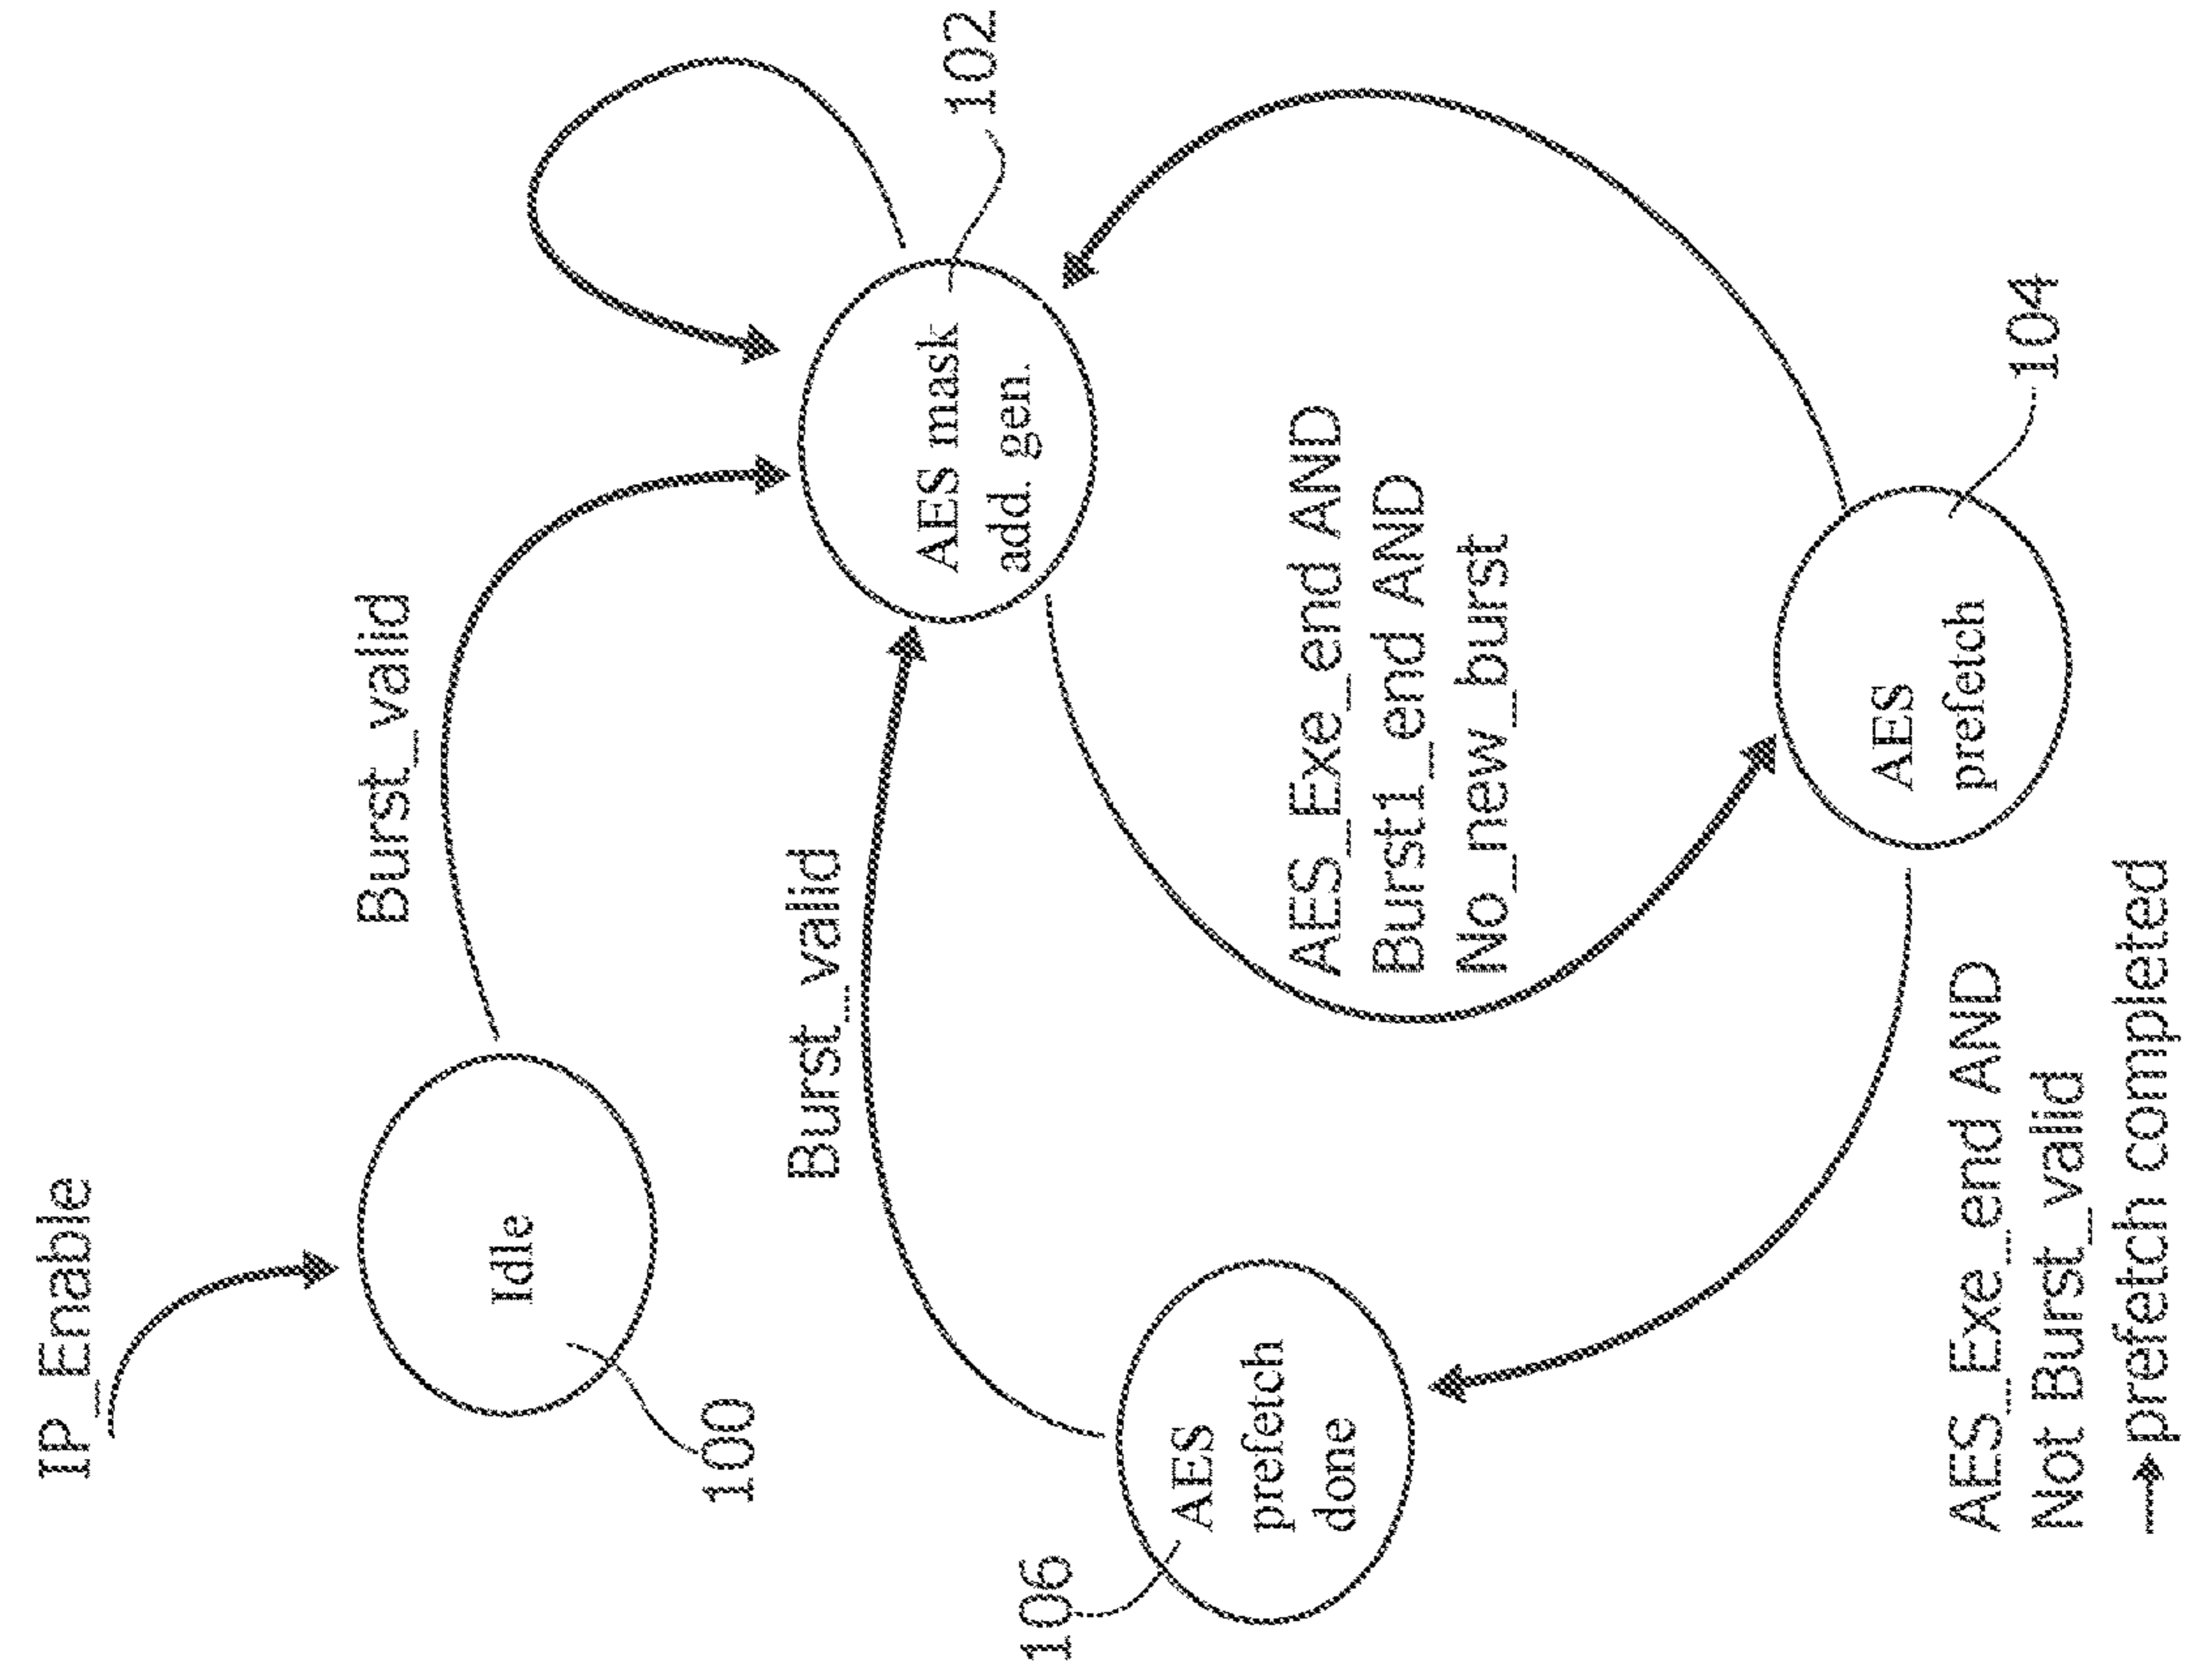 IP_Enable
Idle
100
Burst_valid
Burst_valid
AES mask
add. gen.
102
AES
prefetch
done
106
AES_Exe_end AND
Burst1_end AND
No_new_burst
AES
prefetch
104
AES_Exe_end AND
Not Burst_valid
→prefetch completed